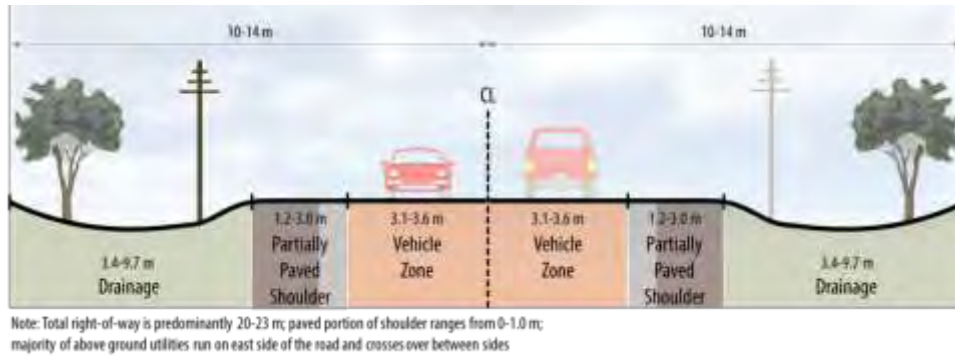 10-14 m
10-14 m
CL
1.2-3.0 m
Partially
Paved
Shoulder
3.1-3.6 m
Vehicle
Zone
3.1-3.6 m
Vehicle
Zone
1.2-3.0 m
Partially
Paved
Shoulder
3.4-9.7 m
Drainage
3.4-9.7 m
Drainage
Note: Total right-of-way is predominantly 20-23 m; paved portion of shoulder ranges from 0-1.0 m;
majority of above ground utilities run on east side of the road and crosses over between sides